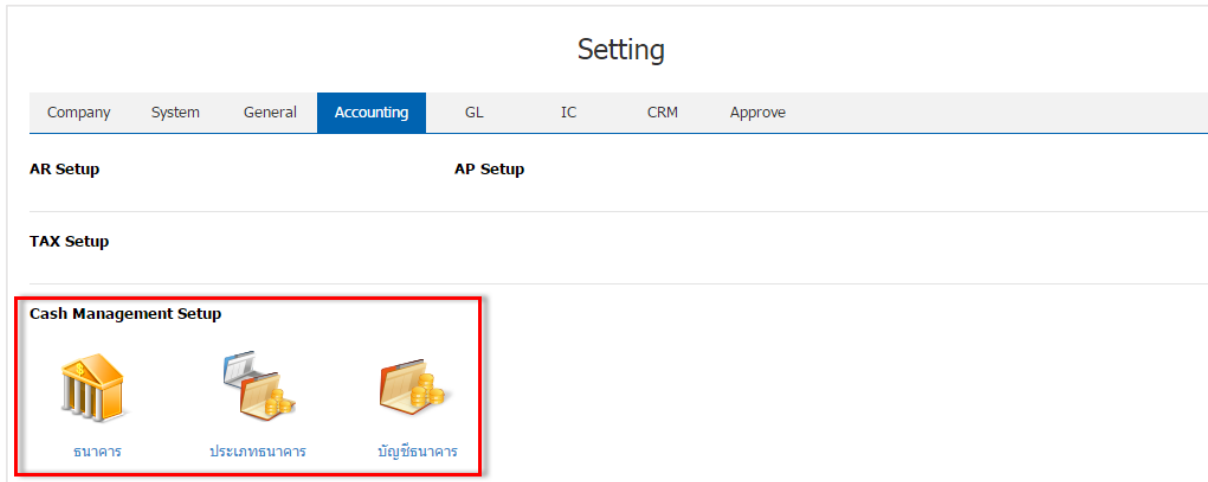 Setting
Company System General Accounting GL IC CRM Approve
AR Setup AP Setup
TAX Setup
Cash Management Setup
ธนาคาร ประเภทธนาคาร บัญชีธนาคาร